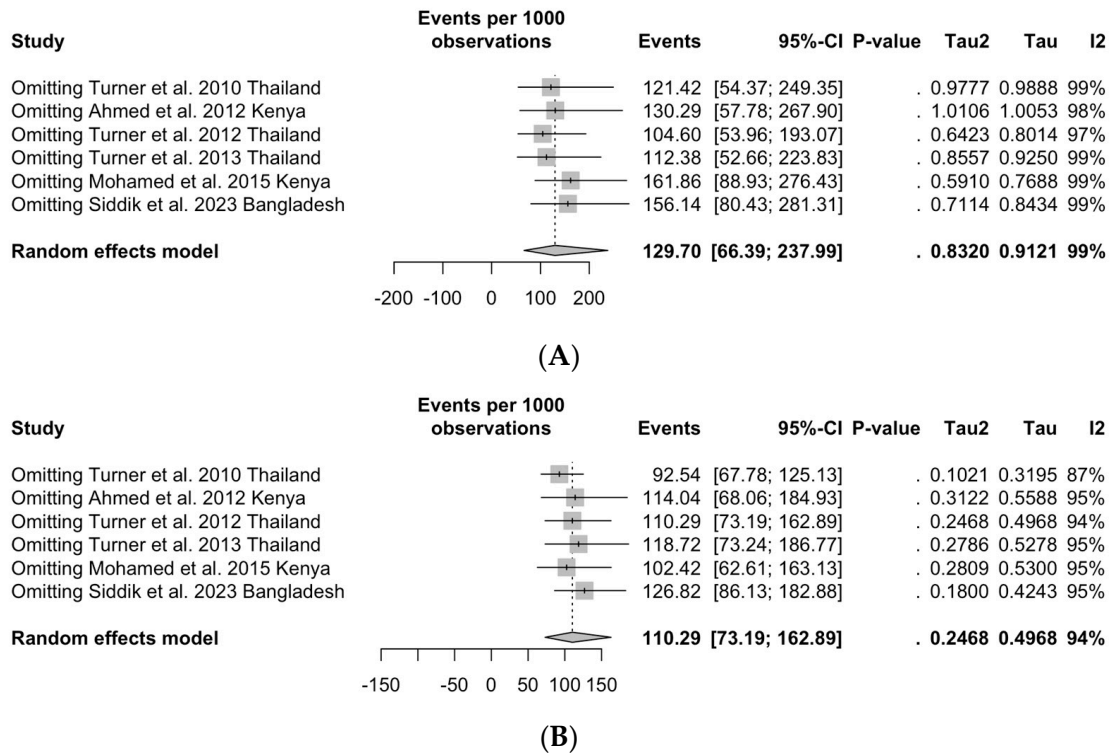 Events per 1000
Study observations Events 95%-CI P-value Tau2 Tau I2
Omitting Turner et al. 2010 Thailand 121.42 [54.37; 249.35] . 0.9777 0.9888 99%
Omitting Ahmed et al. 2012 Kenya 130.29 [57.78; 267.90] . 1.0106 1.0053 98%
Omitting Turner et al. 2012 Thailand 104.60 [53.96; 193.07] . 0.6423 0.8014 97%
Omitting Turner et al. 2013 Thailand 112.38 [52.66; 223.83] . 0.8557 0.9250 99%
Omitting Mohamed et al. 2015 Kenya 161.86 [88.93; 276.43] . 0.5910 0.7688 99%
Omitting Siddik et al. 2023 Bangladesh 156.14 [80.43; 281.31] . 0.7114 0.8434 99%
Random effects model 129.70 [66.39; 237.99] . 0.8320 0.9121 99%
-200 -100 0 100 200
(A)
Events per 1000
Study observations Events 95%-CI P-value Tau2 Tau I2
Omitting Turner et al. 2010 Thailand 92.54 [67.78; 125.13] . 0.1021 0.3195 87%
Omitting Ahmed et al. 2012 Kenya 114.04 [68.06; 184.93] . 0.3122 0.5588 95%
Omitting Turner et al. 2012 Thailand 110.29 [73.19; 162.89] . 0.2468 0.4968 94%
Omitting Turner et al. 2013 Thailand 118.72 [73.24; 186.77] . 0.2786 0.5278 95%
Omitting Mohamed et al. 2015 Kenya 102.42 [62.61; 163.13] . 0.2809 0.5300 95%
Omitting Siddik et al. 2023 Bangladesh 126.82 [86.13; 182.88] . 0.1800 0.4243 95%
Random effects model 110.29 [73.19; 162.89] . 0.2468 0.4968 94%
-150 -50 0 50 100 150
(B)